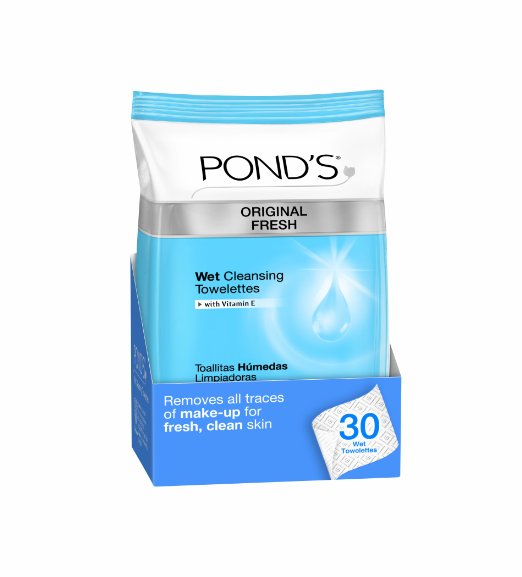 POND'S®
ORIGINAL
FRESH
Wet Cleansing
Towelettes
with Vitamin E
Toallitas Húmedas
Limpiadoras
Removes all traces
of make-up for
fresh, clean skin
30
Wet
Towelettes